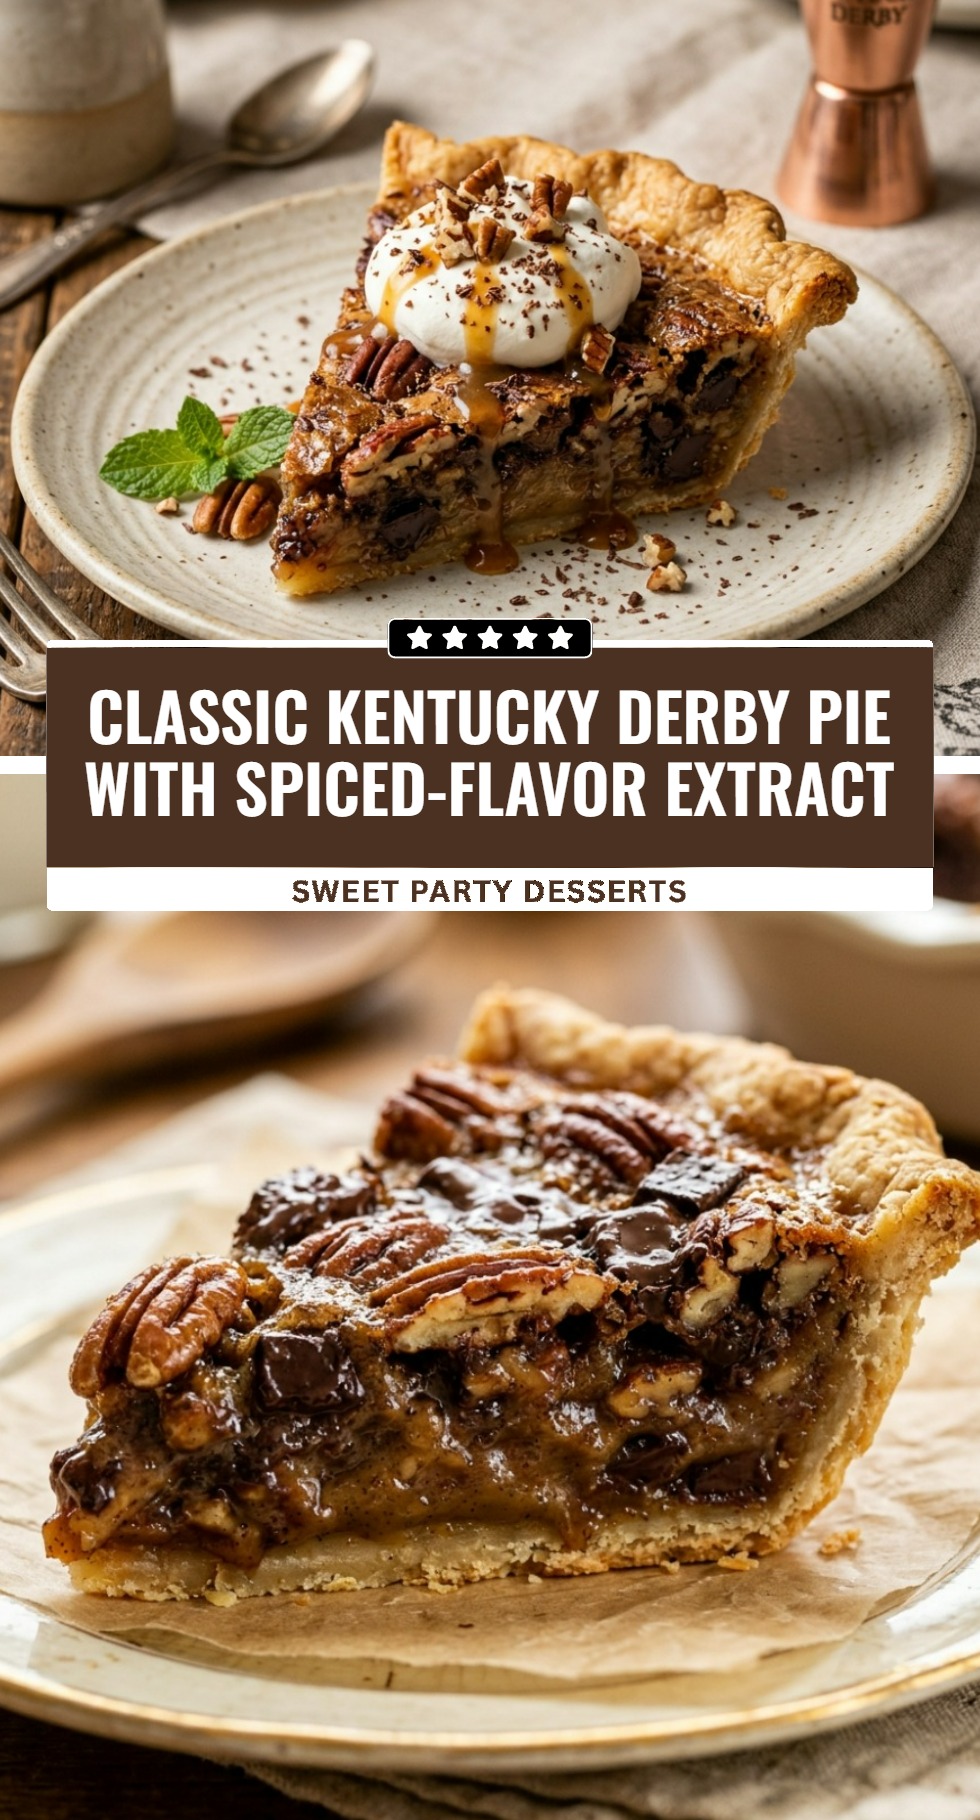 DERBY
CLASSIC KENTUCKY DERBY PIE
WITH SPICED-FLAVOR EXTRACT
SWEET PARTY DESSERTS